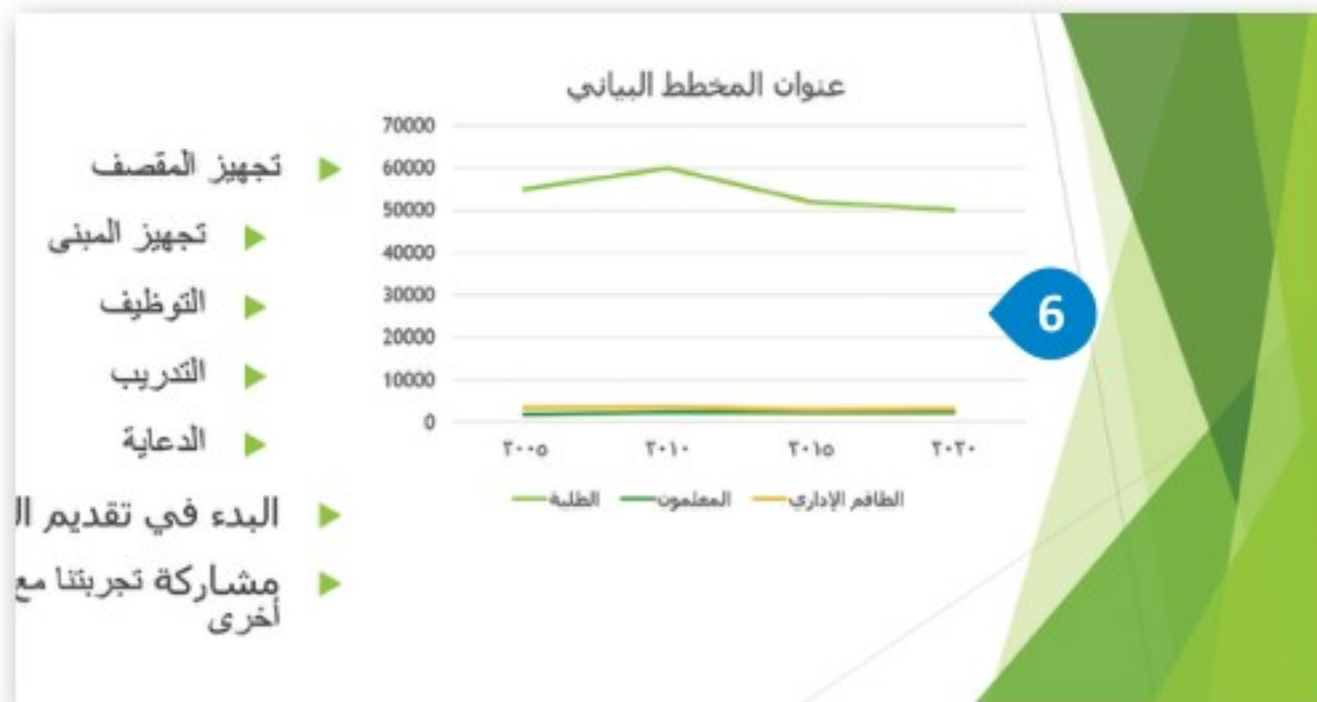 عنوان المخطط البياني
70000
60000
50000
40000
30000
20000
10000
0
٢٠٠٥ ٢٠١٠ ٢٠١٥ ٢٠٢٠
الطلبة المعلمون الطاقم الإداري
6
تجهيز المقصف
تجهيز المبنى
التوظيف
التدريب
الدعاية
البدء في تقديم
مشاركة تجربتنا مع
أخرى